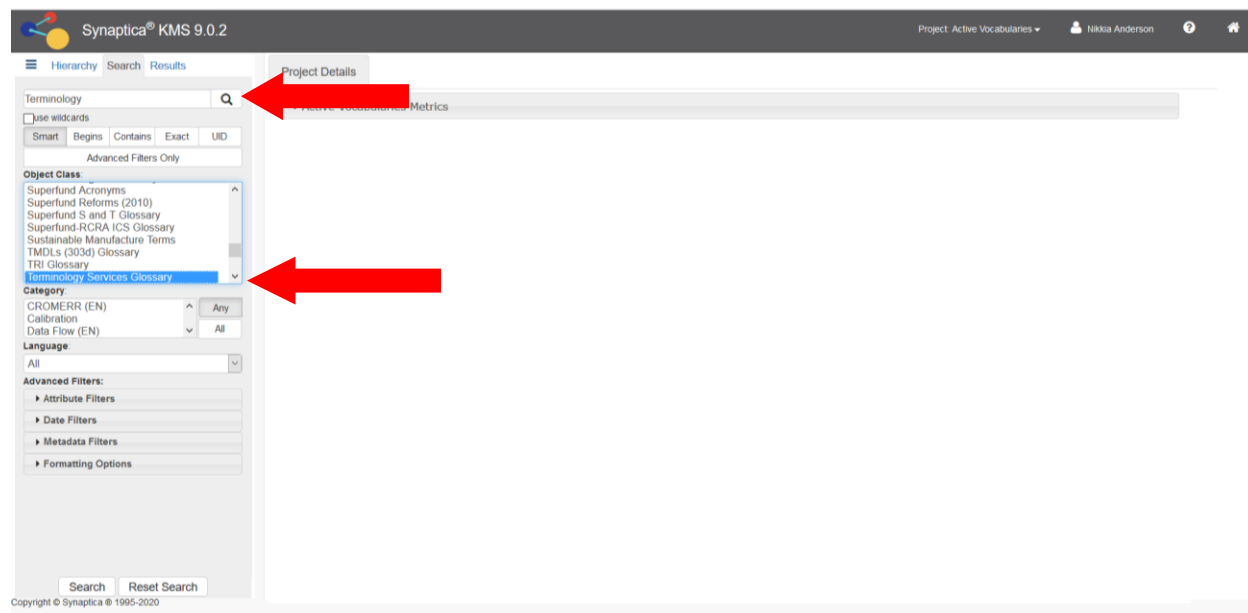 Synaptica® KMS 9.0.2
Project: Active Vocabularies
Nikkia Anderson
Hierarchy Search Results
Project Details
Terminology
Active Vocabularies Metrics
use wildcards
Smart Begins Contains Exact UID
Advanced Filters Only
Object Class:
Superfund Acronyms
Superfund Reforms (2010)
Superfund S and T Glossary
Superfund-RCRA ICS Glossary
Sustainable Manufacture Terms
TMDLs (303d) Glossary
TRI Glossary
Terminology Services Glossary
Category:
CROMERR (EN)
Any
Calibration
Data Flow (EN)
All
Language:
All
Advanced Filters:
Attribute Filters
Date Filters
Metadata Filters
Formatting Options
Search Reset Search
Copyright © Synaptica ® 1995-2020